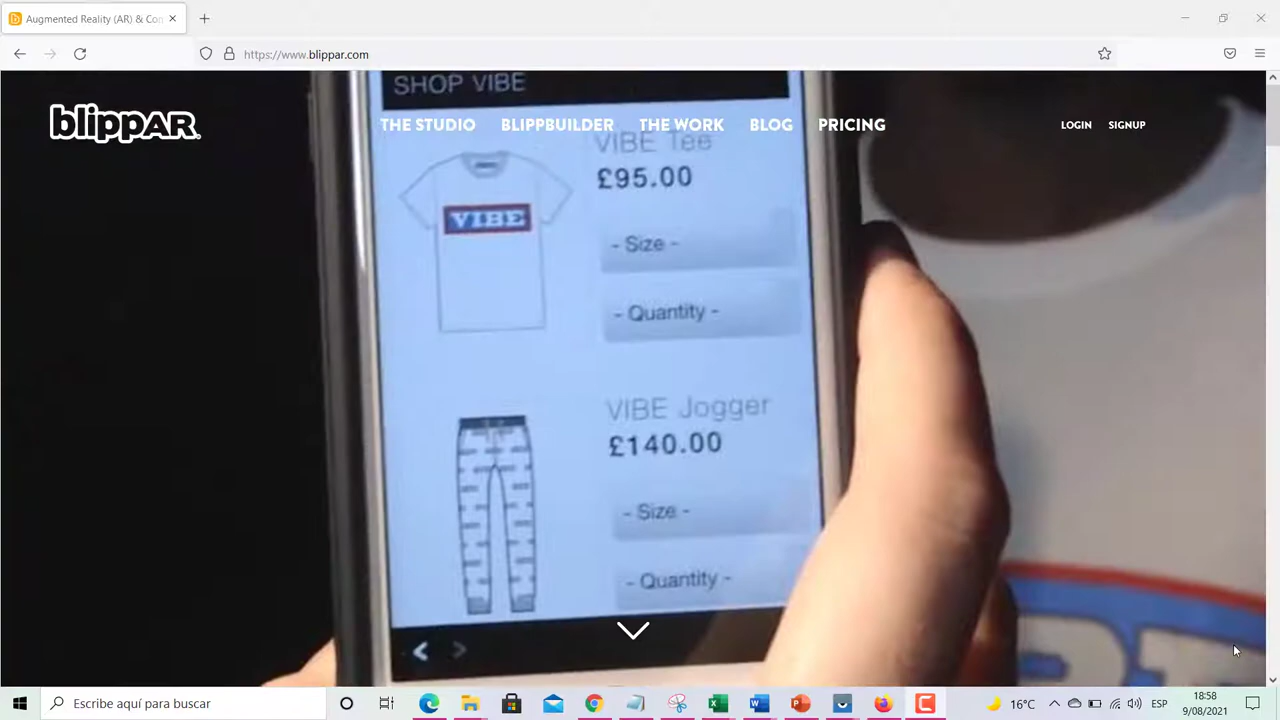 Augmented Reality (AR) & Con
https://www.blippar.com
SHOP VIBE
blippAR
THE STUDIO BLIPPBUILDER THE WORK BLOG PRICING LOGIN SIGNUP
VIBE Tee
£95.00
VIBE
- Size -
- Quantity -
VIBE Jogger
£140.00
- Size -
- Quantity -
Escribe aquí para buscar
16°C
ESP
18:58
9/08/2021